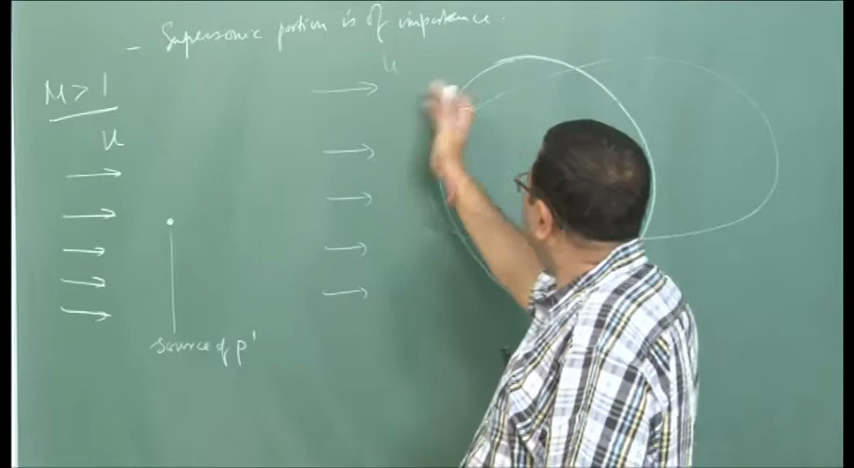 - Supersonic portion is of importance.
M > 1
u
u
source of p'